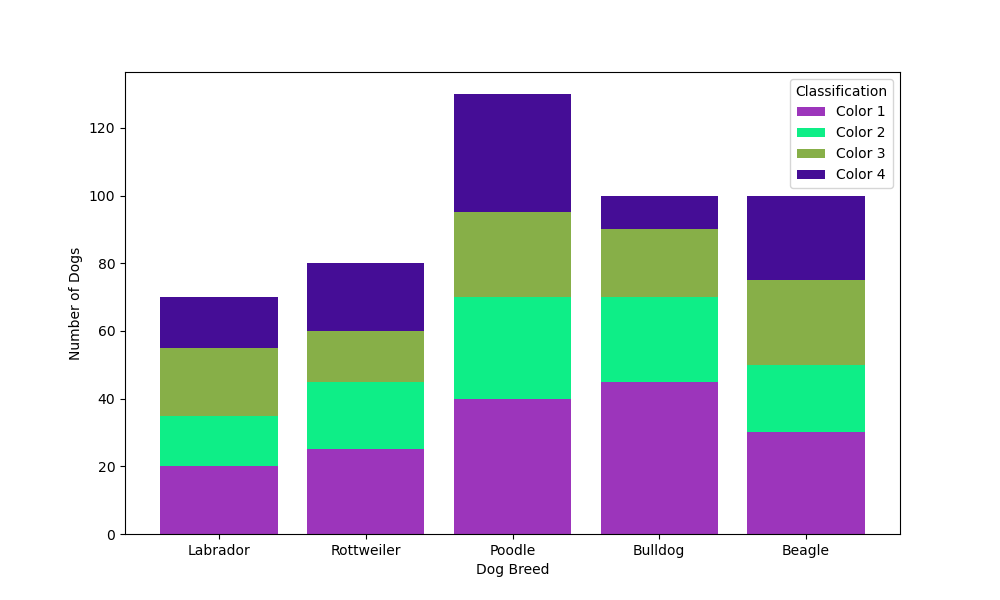 Classification
Color 1
Color 2
Color 3
Color 4
Number of Dogs
120
100
80
60
40
20
0
Labrador Rottweiler Poodle Bulldog Beagle
Dog Breed